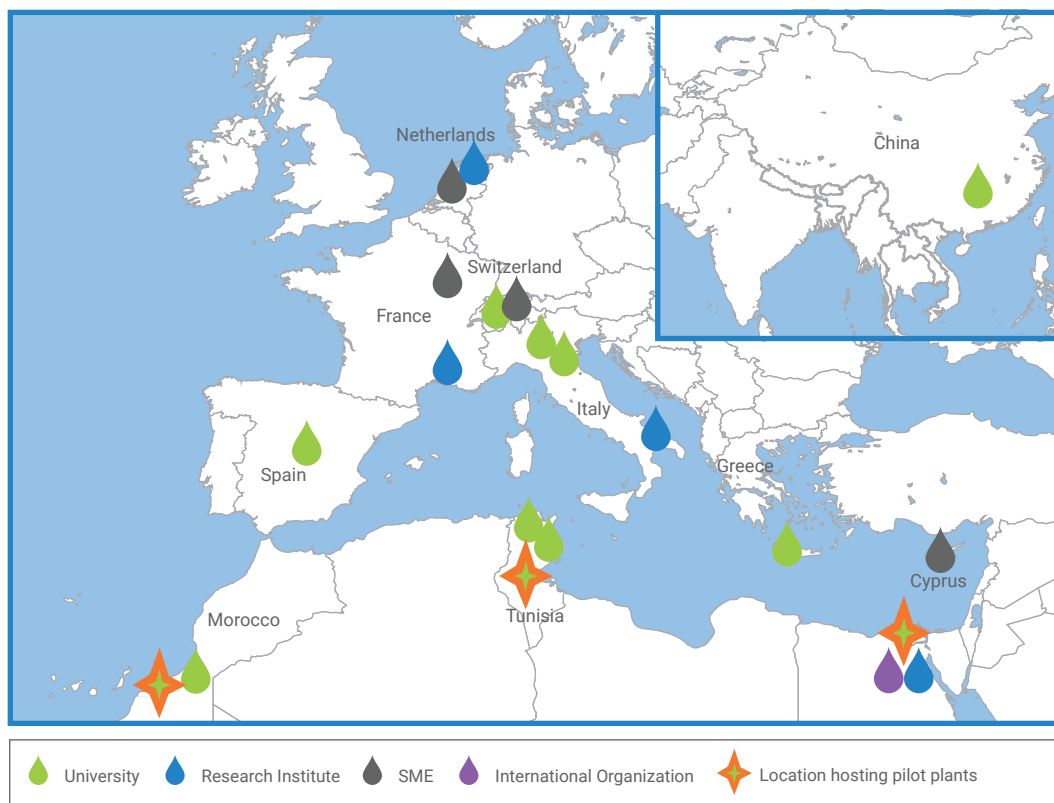 Netherlands
China
Switzerland
France
Italy
Greece
Spain
Cyprus
Tunisia
Morocco
University
Research Institute
SME
International Organization
Location hosting pilot plants